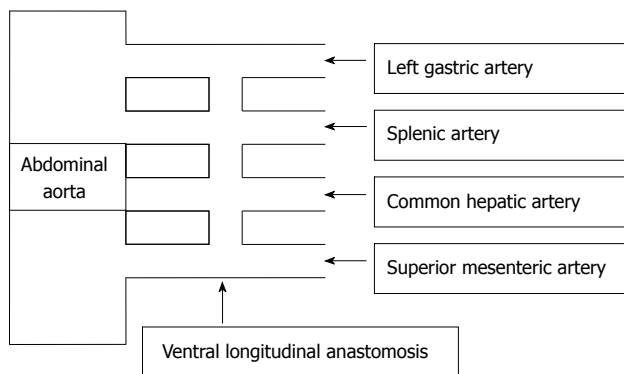 Left gastric artery
Splenic artery
Abdominal
aorta
Common hepatic artery
Superior mesenteric artery
Ventral longitudinal anastomosis